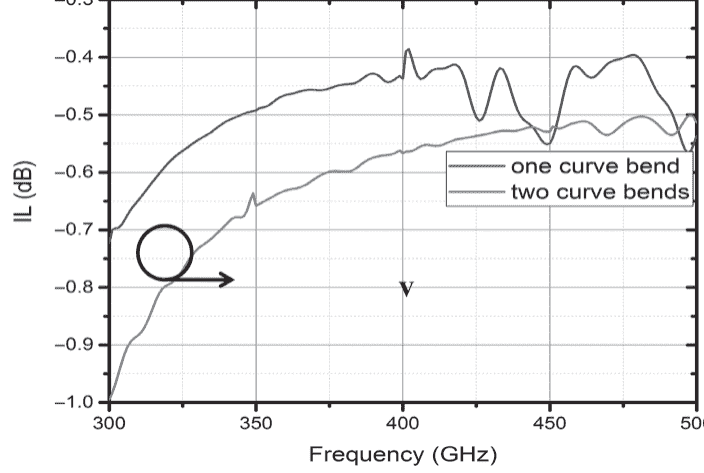 −0.3
−0.4
−0.5
−0.6
−0.7
−0.8
−0.9
−1.0
IL (dB)
one curve bend
two curve bends
v
300
350
400
450
500
Frequency (GHz)